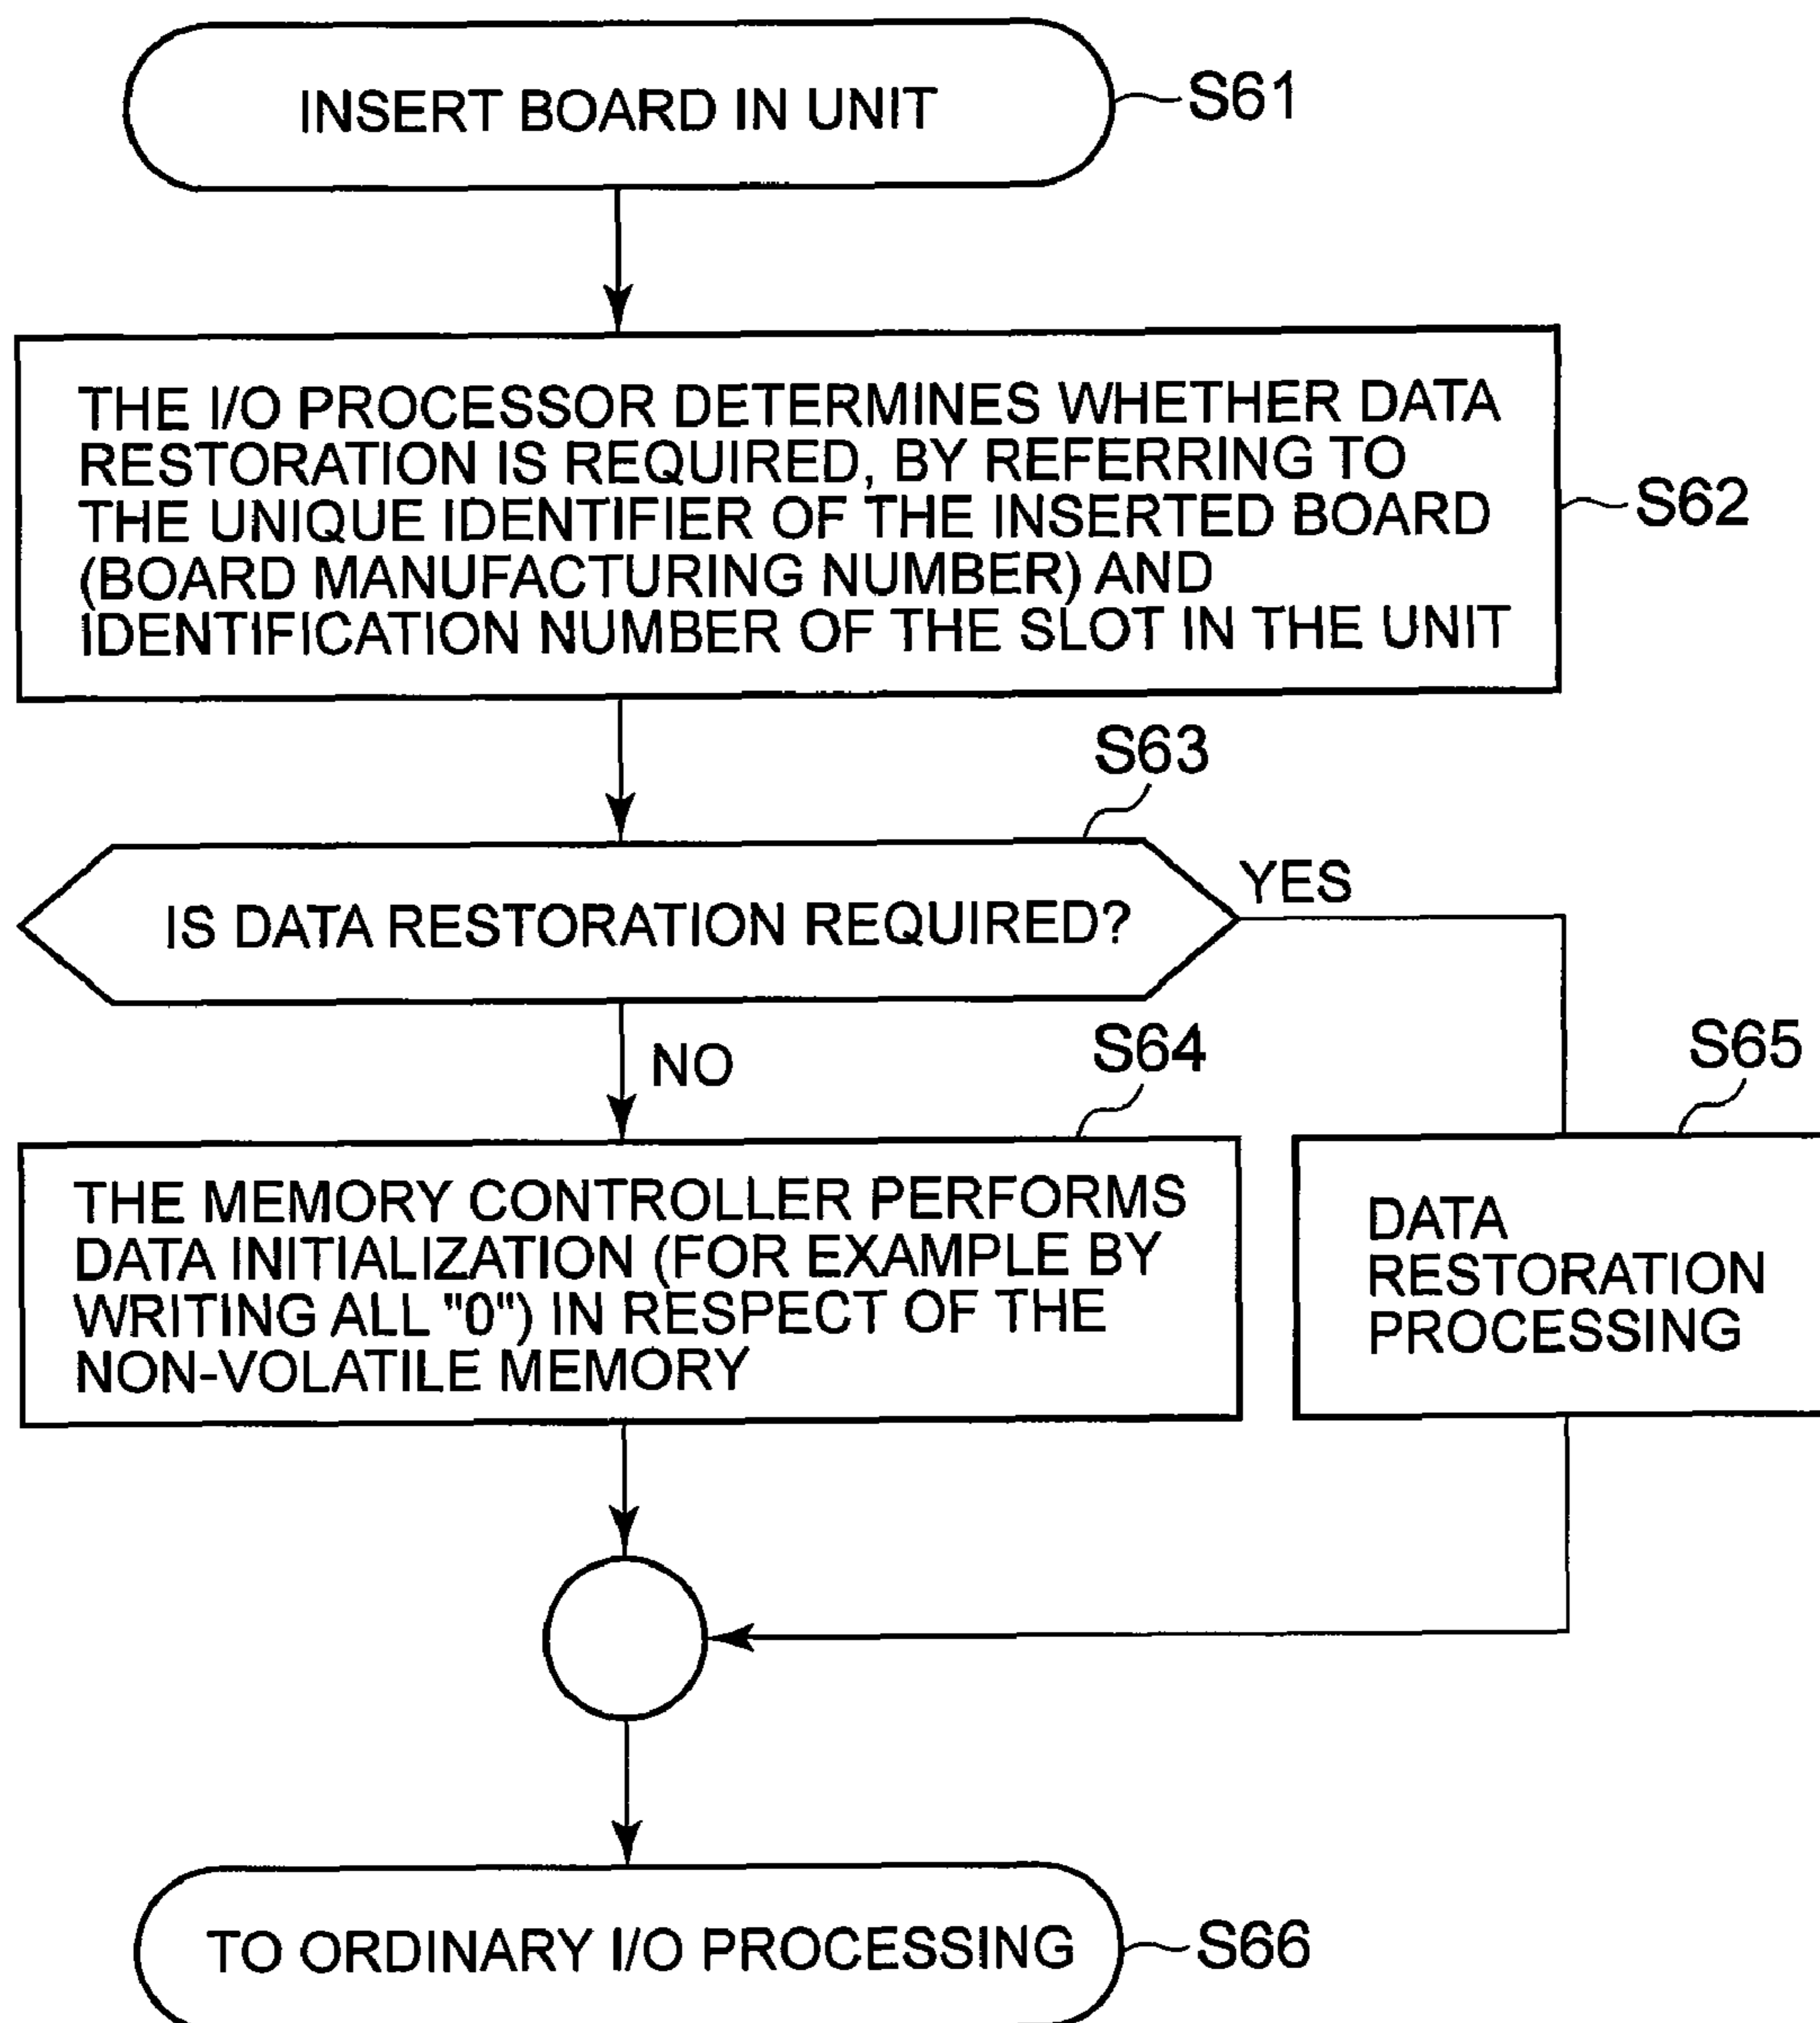 INSERT BOARD IN UNIT
S61
THE I/O PROCESSOR DETERMINES WHETHER DATA
RESTORATION IS REQUIRED, BY REFERRING TO
THE UNIQUE IDENTIFIER OF THE INSERTED BOARD
(BOARD MANUFACTURING NUMBER) AND
IDENTIFICATION NUMBER OF THE SLOT IN THE UNIT
S62
S63
IS DATA RESTORATION REQUIRED?
YES
NO
S64
THE MEMORY CONTROLLER PERFORMS
DATA INITIALIZATION (FOR EXAMPLE BY
WRITING ALL "0") IN RESPECT OF THE
NON-VOLATILE MEMORY
S65
DATA
RESTORATION
PROCESSING
TO ORDINARY I/O PROCESSING
S66